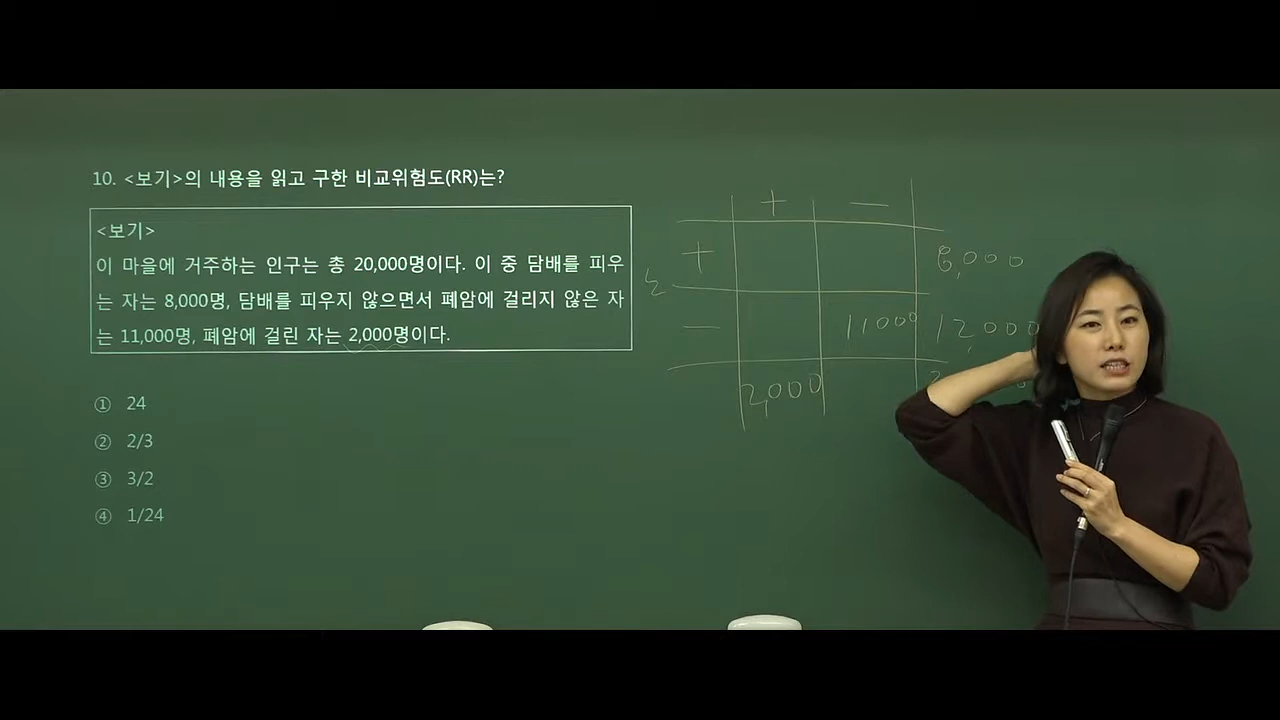 10. <보기>의 내용을 읽고 구한 비교위험도(RR)는?
<보기>
이 마을에 거주하는 인구는 총 20,000명이다. 이 중 담배를 피우
는 자는 8,000명, 담배를 피우지 않으면서 폐암에 걸리지 않은 자
는 11,000명, 폐암에 걸린 자는 2,000명이다.
① 24
② 2/3
③ 3/2
④ 1/24
+ −
+ 8,000
− 11000 12,000
2,000